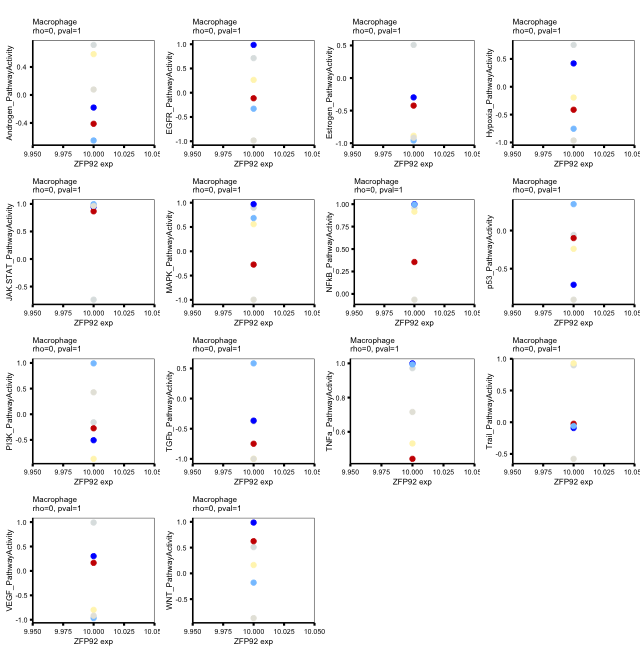 Macrophage
rho=0, pval=1
Androgen_PathwayActivity
0.4
0.0
-0.4
9.950 9.975 10.000 10.025 10.05
ZFP92 exp
Macrophage
rho=0, pval=1
EGFR_PathwayActivity
1.0
0.5
0.0
-0.5
-1.0
9.950 9.975 10.000 10.025 10.05
ZFP92 exp
Macrophage
rho=0, pval=1
Estrogen_PathwayActivity
0.5
0.0
-0.5
-1.0
9.950 9.975 10.000 10.025 10.05
ZFP92 exp
Macrophage
rho=0, pval=1
Hypoxia_PathwayActivity
0.5
0.0
-0.5
-1.0
9.950 9.975 10.000 10.025 10.05
ZFP92 exp
Macrophage
rho=0, pval=1
JAK.STAT_PathwayActivity
1.0
0.5
0.0
-0.5
9.950 9.975 10.000 10.025 10.05
ZFP92 exp
Macrophage
rho=0, pval=1
MAPK_PathwayActivity
1.0
0.5
0.0
-0.5
-1.0
9.950 9.975 10.000 10.025 10.05
ZFP92 exp
Macrophage
rho=0, pval=1
NFkB_PathwayActivity
1.00
0.75
0.50
0.25
0.00
9.950 9.975 10.000 10.025 10.05
ZFP92 exp
Macrophage
rho=0, pval=1
p53_PathwayActivity
0.0
-0.5
9.950 9.975 10.000 10.025 10.05
ZFP92 exp
Macrophage
rho=0, pval=1
PI3K_PathwayActivity
1.0
0.5
0.0
-0.5
9.950 9.975 10.000 10.025 10.05
ZFP92 exp
Macrophage
rho=0, pval=1
TGFb_PathwayActivity
0.5
0.0
-0.5
-1.0
9.950 9.975 10.000 10.025 10.05
ZFP92 exp
Macrophage
rho=0, pval=1
TNFa_PathwayActivity
1.0
0.8
0.6
9.950 9.975 10.000 10.025 10.05
ZFP92 exp
Macrophage
rho=0, pval=1
Trail_PathwayActivity
1.0
0.5
0.0
-0.5
9.950 9.975 10.000 10.025 10.05
ZFP92 exp
Macrophage
rho=0, pval=1
VEGF_PathwayActivity
1.0
0.5
0.0
-0.5
-1.0
9.950 9.975 10.000 10.025 10.05
ZFP92 exp
Macrophage
rho=0, pval=1
WNT_PathwayActivity
1.0
0.5
0.0
-0.5
9.950 9.975 10.000 10.025 10.050
ZFP92 exp